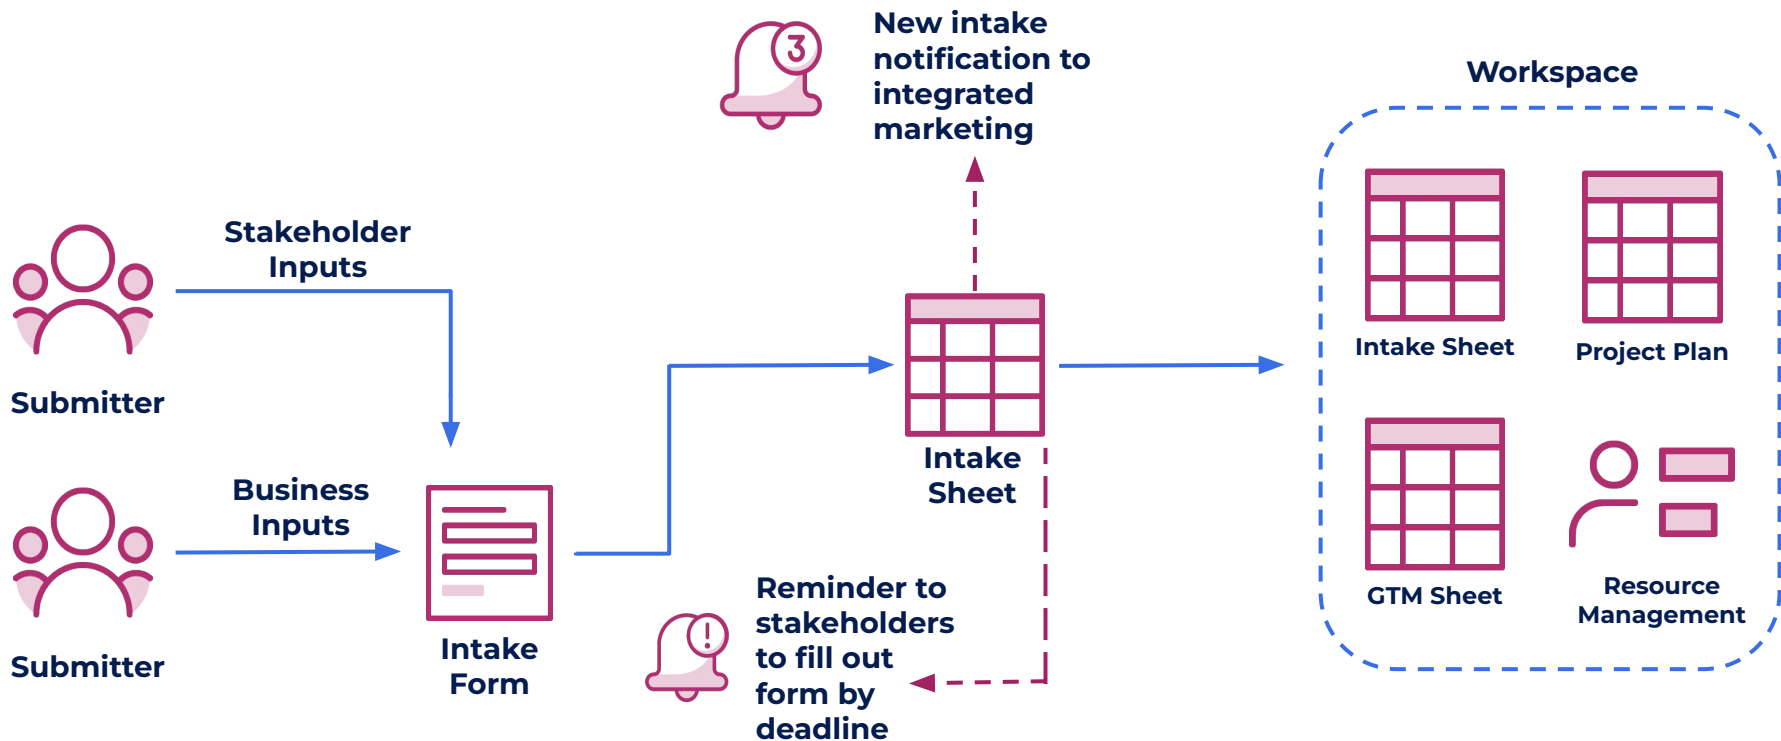 3
New intake
notification to
integrated
marketing
Workspace
Stakeholder
Inputs
Submitter
Business
Inputs
Submitter
Intake
Form
Intake
Sheet
!
Reminder to
stakeholders
to fill out
form by
deadline
Intake Sheet
Project Plan
GTM Sheet
Resource
Management